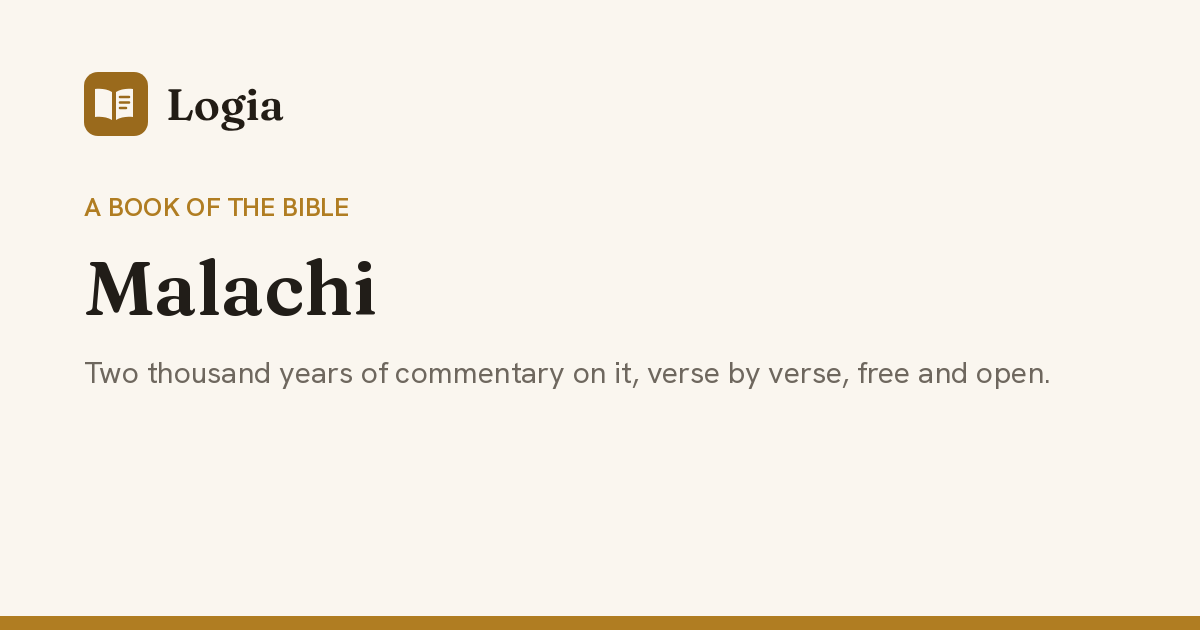 Logia
A BOOK OF THE BIBLE
Malachi
Two thousand years of commentary on it, verse by verse, free and open.